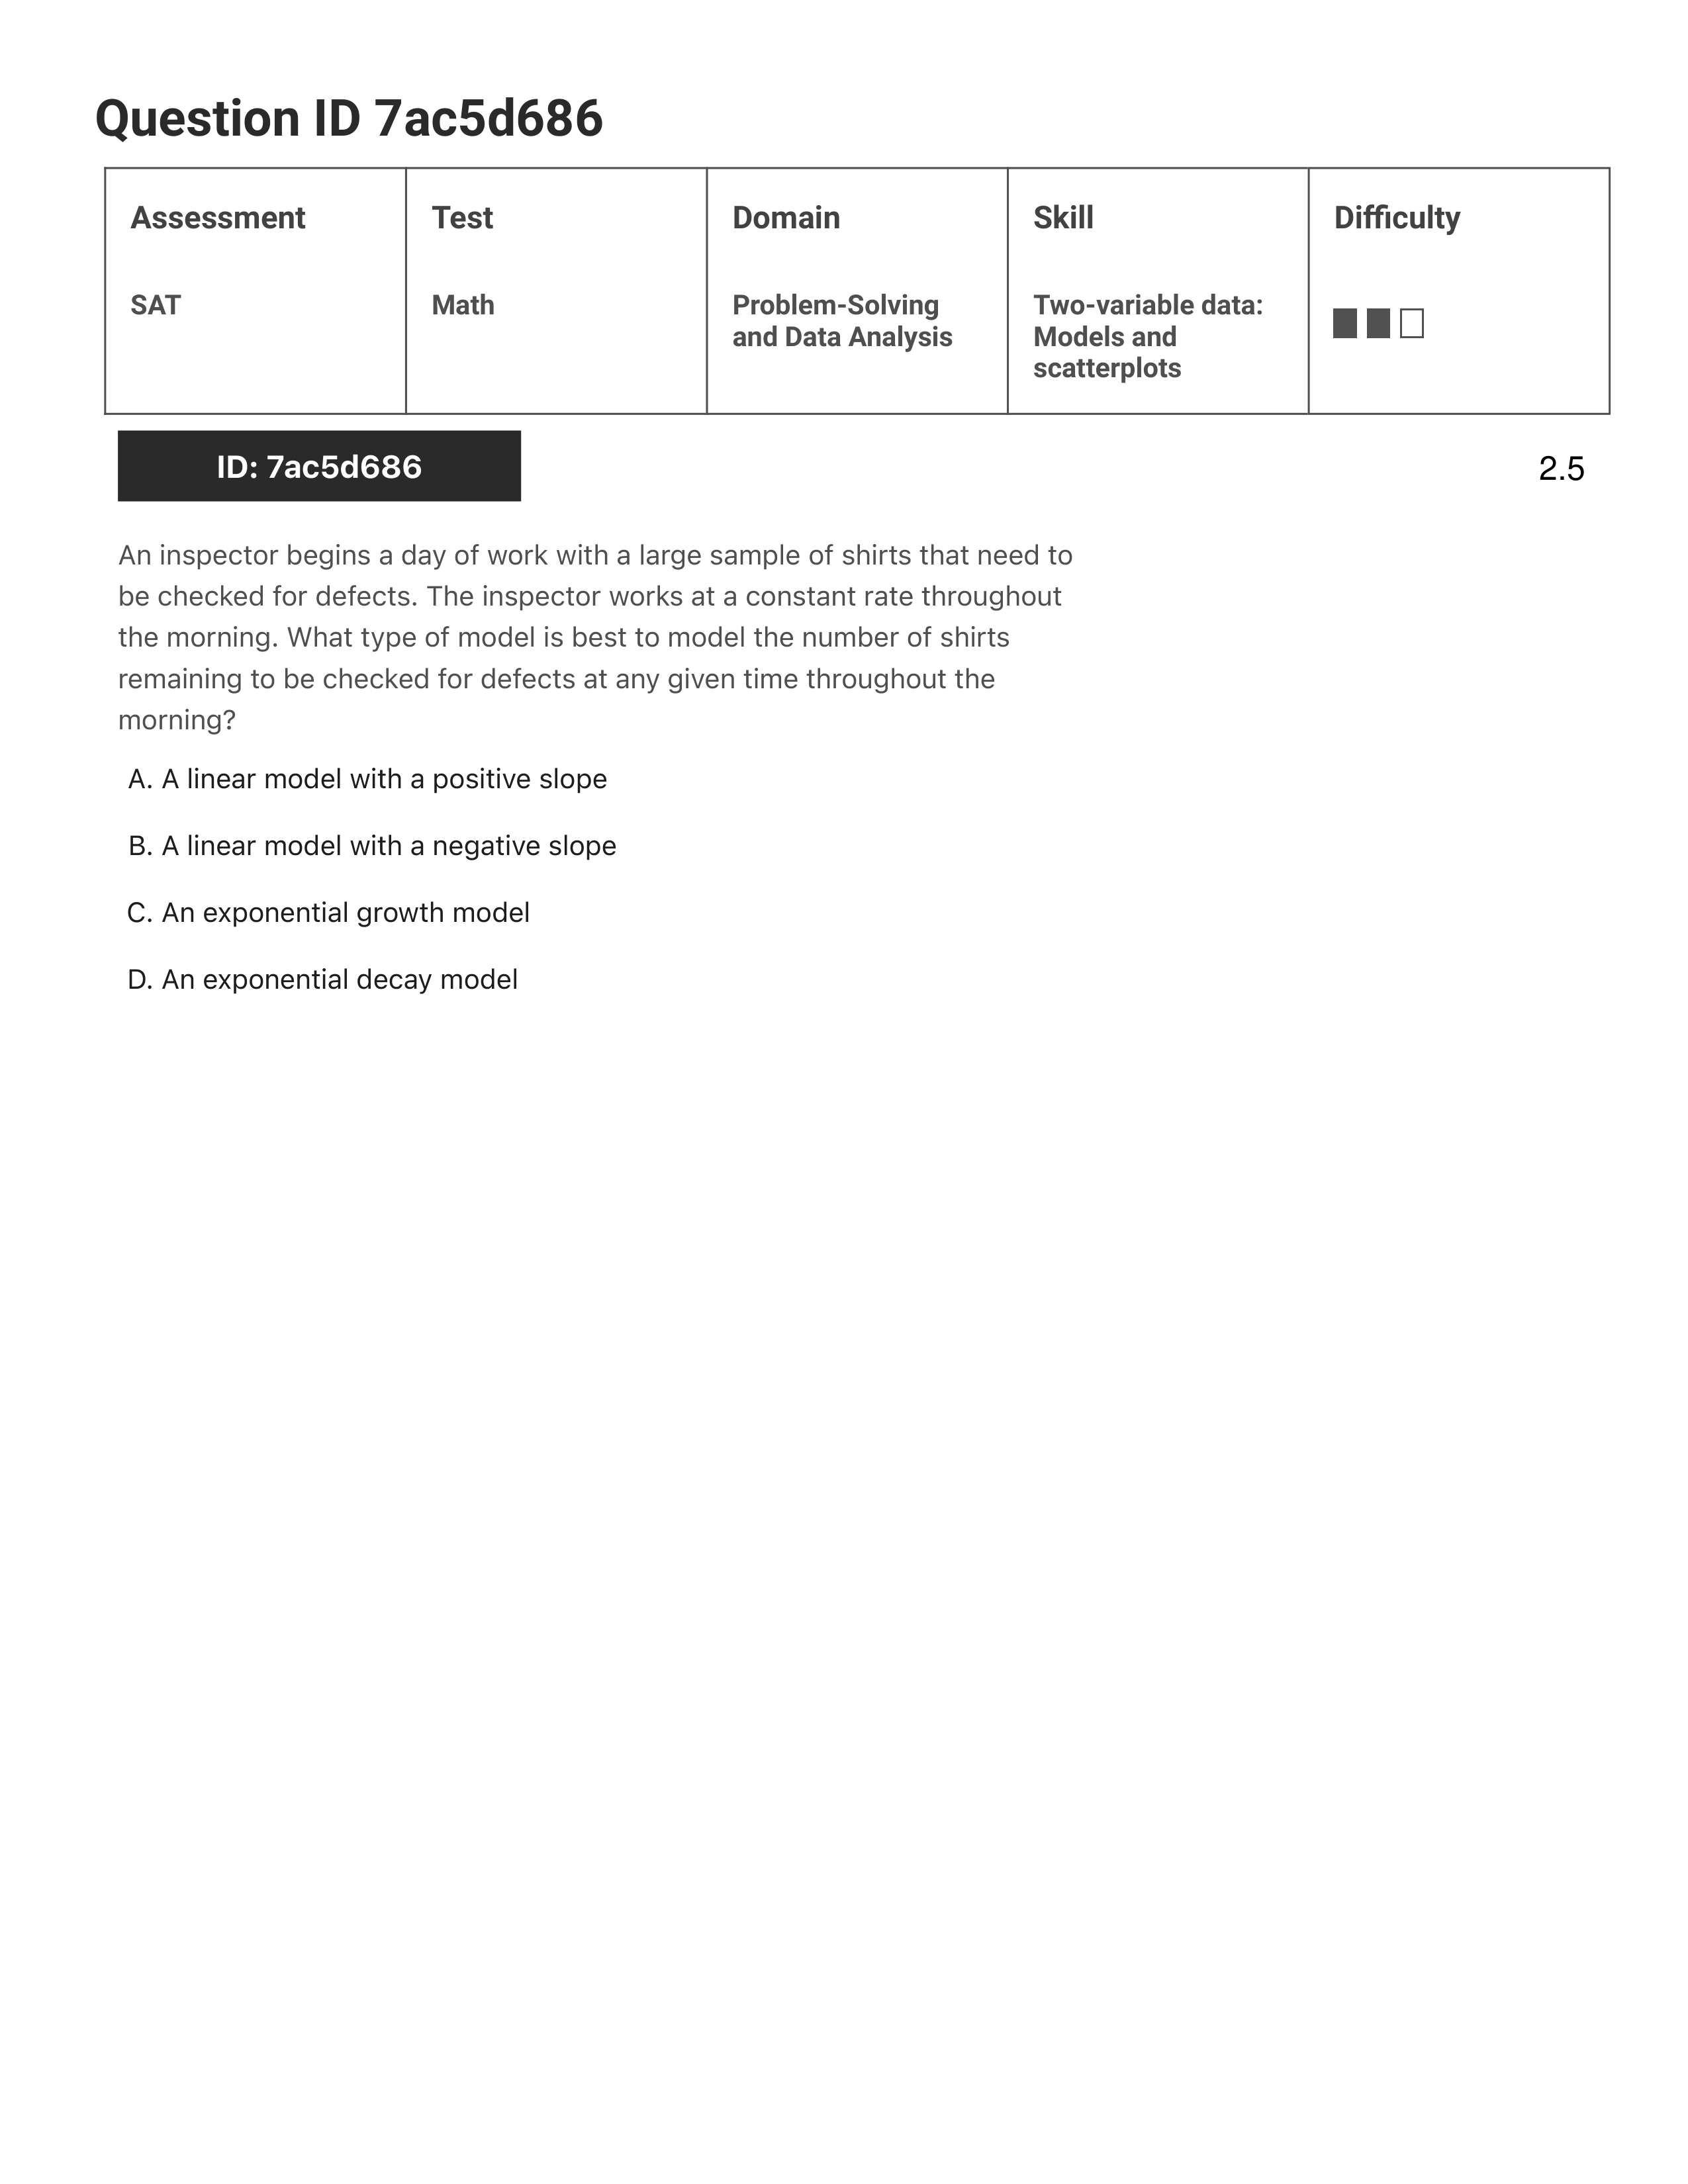 Question ID 7ac5d686
Assessment
Test
Domain
Skill
Difficulty
SAT
Math
Problem-Solving
and Data Analysis
Two-variable data:
Models and
scatterplots
ID: 7ac5d686
2.5
An inspector begins a day of work with a large sample of shirts that need to
be checked for defects. The inspector works at a constant rate throughout
the morning. What type of model is best to model the number of shirts
remaining to be checked for defects at any given time throughout the
morning?
A. A linear model with a positive slope
B. A linear model with a negative slope
C. An exponential growth model
D. An exponential decay model